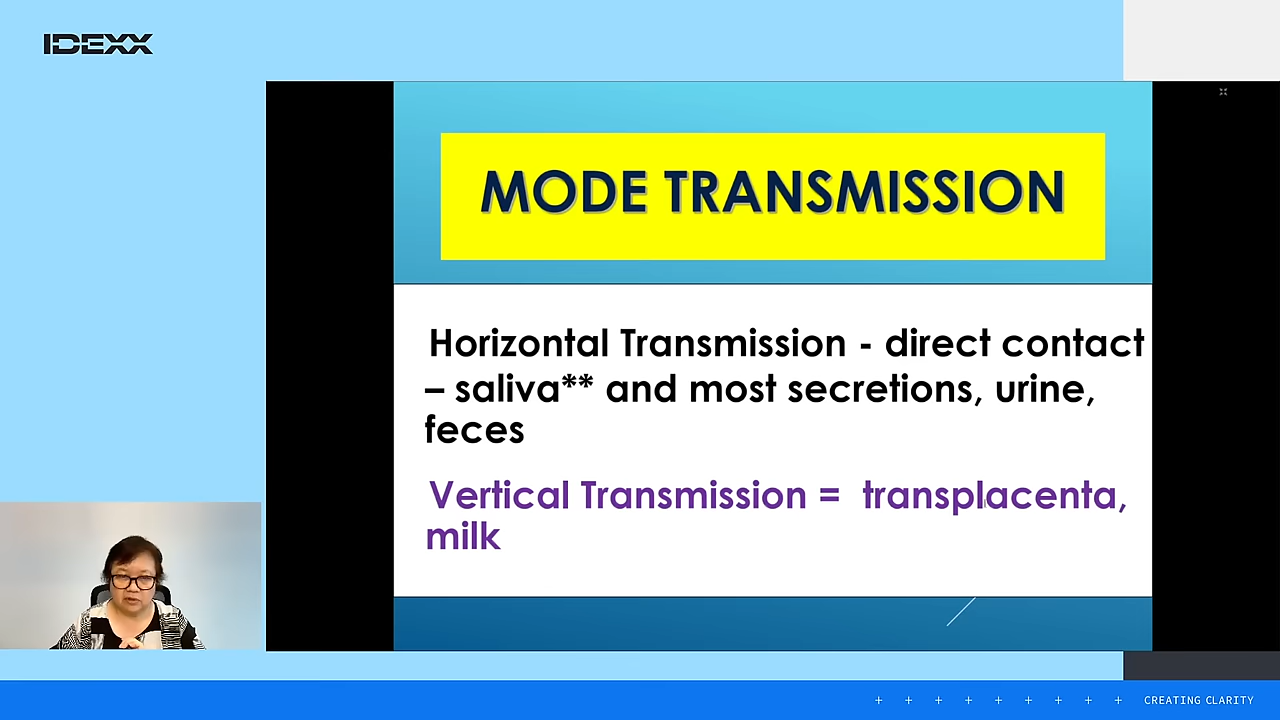 IDEXX
MODE TRANSMISSION
Horizontal Transmission - direct contact
– saliva** and most secretions, urine,
feces
Vertical Transmission = transplacenta,
milk
CREATING CLARITY